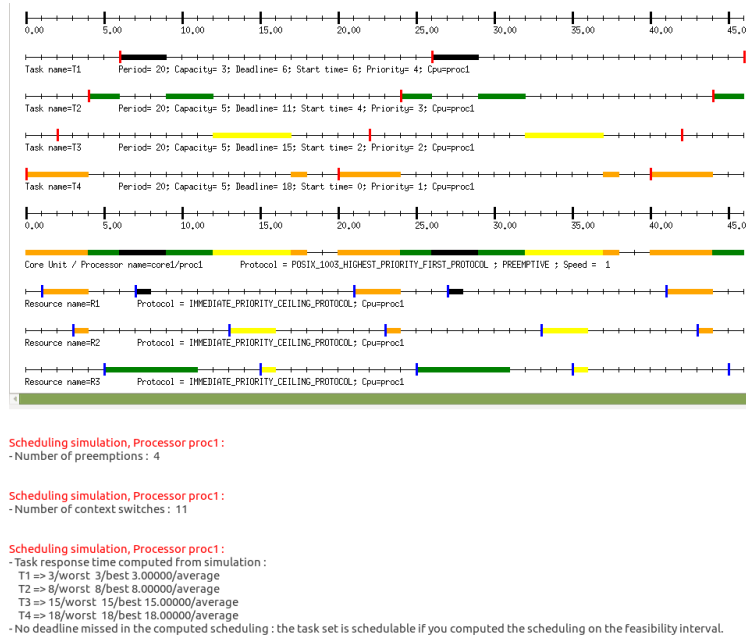 0.00 5.00 10.00 15.00 20.00 25.00 30.00 35.00 40.00 45.0
Task name=T1 Period= 20; Capacity= 3; Deadline= 6; Start time= 6; Priority= 4; Cpu=proc1
Task name=T2 Period= 20; Capacity= 5; Deadline= 11; Start time= 4; Priority= 3; Cpu=proc1
Task name=T3 Period= 20; Capacity= 5; Deadline= 15; Start time= 2; Priority= 2; Cpu=proc1
Task name=T4 Period= 20; Capacity= 5; Deadline= 18; Start time= 0; Priority= 1; Cpu=proc1
0.00 5.00 10.00 15.00 20.00 25.00 30.00 35.00 40.00 45.0
Core Unit / Processor name=core1/proc1 Protocol = POSIX_1003_HIGHEST_PRIORITY_FIRST_PROTOCOL ; PREEMPTIVE ; Speed = 1
Resource name=R1 Protocol = IMMEDIATE_PRIORITY_CEILING_PROTOCOL; Cpu=proc1
Resource name=R2 Protocol = IMMEDIATE_PRIORITY_CEILING_PROTOCOL; Cpu=proc1
Resource name=R3 Protocol = IMMEDIATE_PRIORITY_CEILING_PROTOCOL; Cpu=proc1
Scheduling simulation, Processor proc1 :
- Number of preemptions : 4
Scheduling simulation, Processor proc1 :
- Number of context switches : 11
Scheduling simulation, Processor proc1 :
- Task response time computed from simulation :
T1 => 3/worst 3/best 3.00000/average
T2 => 8/worst 8/best 8.00000/average
T3 => 15/worst 15/best 15.00000/average
T4 => 18/worst 18/best 18.00000/average
- No deadline missed in the computed scheduling : the task set is schedulable if you computed the scheduling on the feasibility interval.